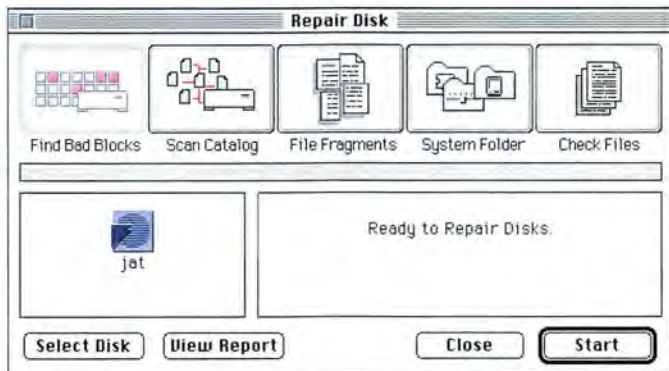 Repair Disk
Find Bad Blocks
Scan Catalog
File Fragments
System Folder
Check Files
jat
Ready to Repair Disks.
Select Disk
View Report
Close
Start